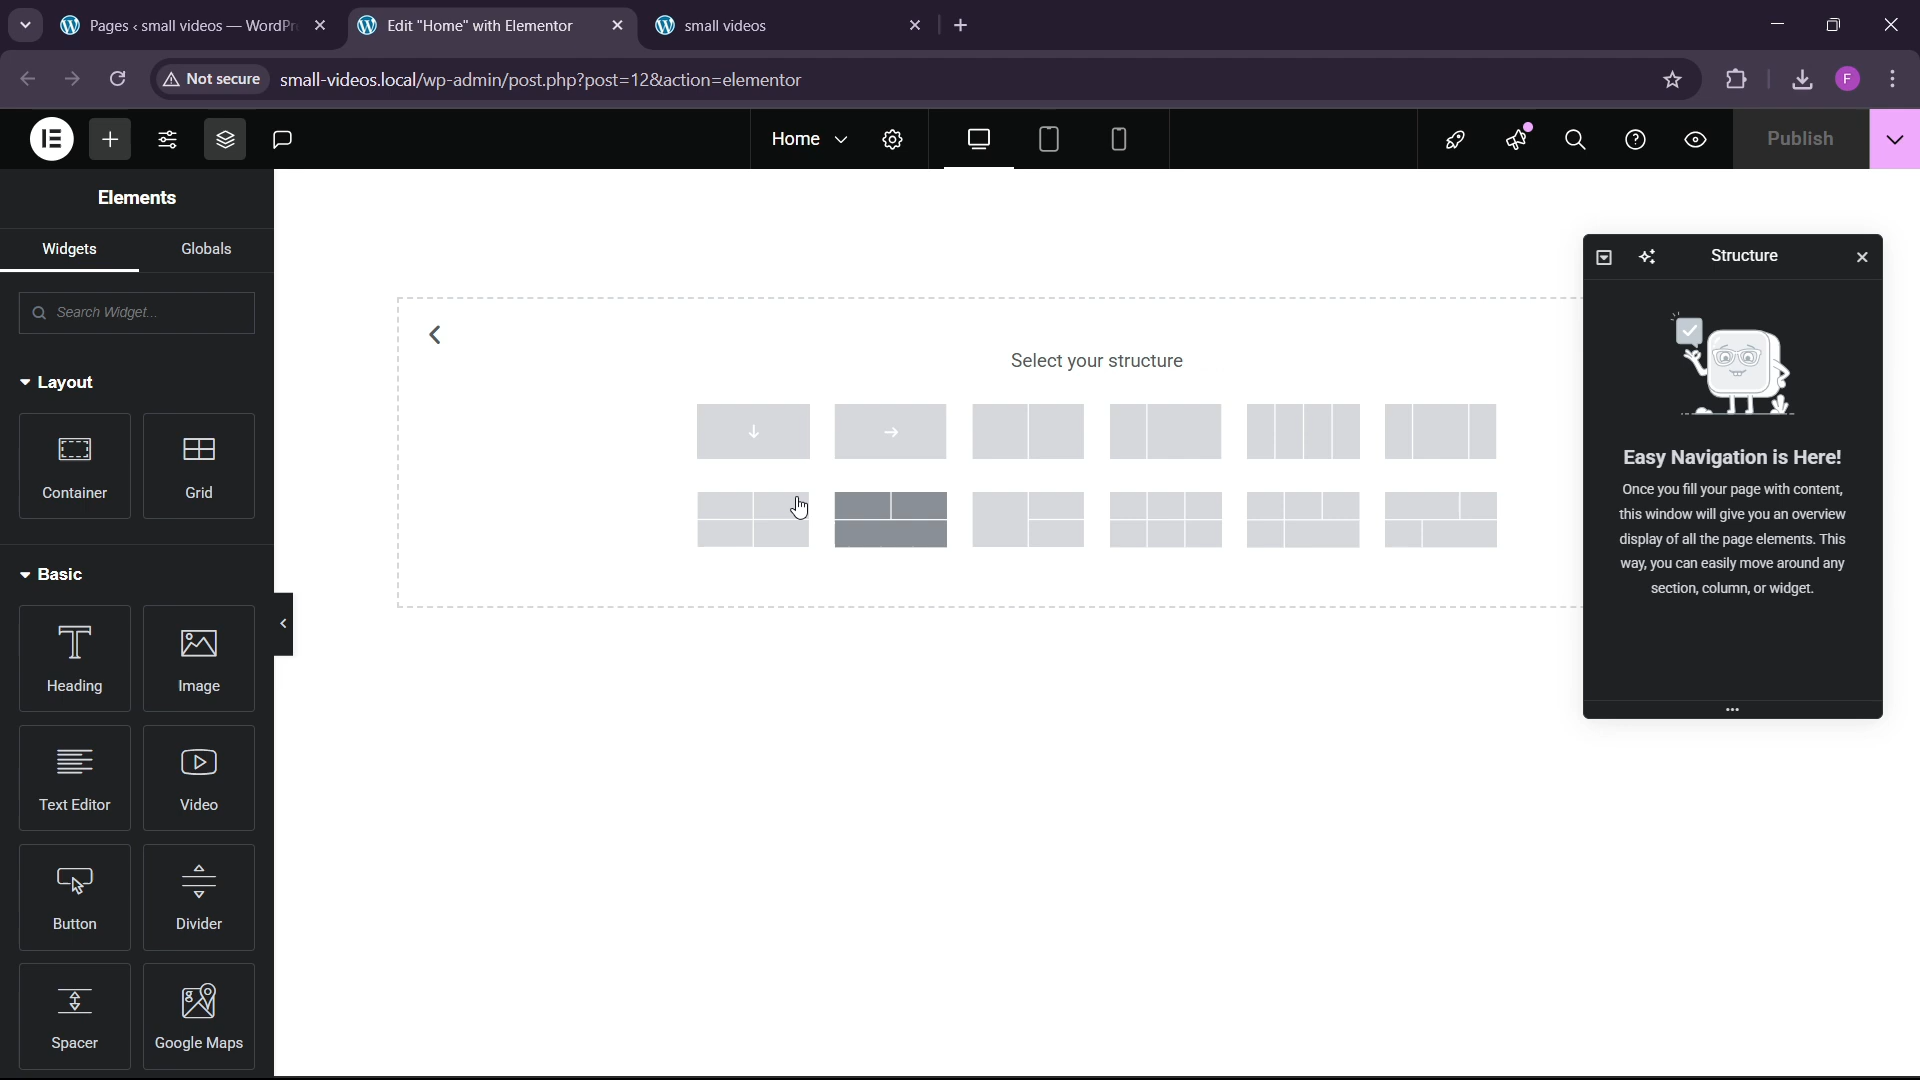 Pages ‹ small videos — WordPr
Edit "Home" with Elementor
small videos
Not secure
small-videos.local/wp-admin/post.php?post=12&action=elementor
F
Home
Publish
Elements
Widgets
Globals
Search Widget...
Layout
Container
Grid
Basic
Heading
Image
Text Editor
Video
Button
Divider
Spacer
Google Maps
Select your structure
Structure
Easy Navigation is Here!
Once you fill your page with content,
this window will give you an overview
display of all the page elements. This
way, you can easily move around any
section, column, or widget.